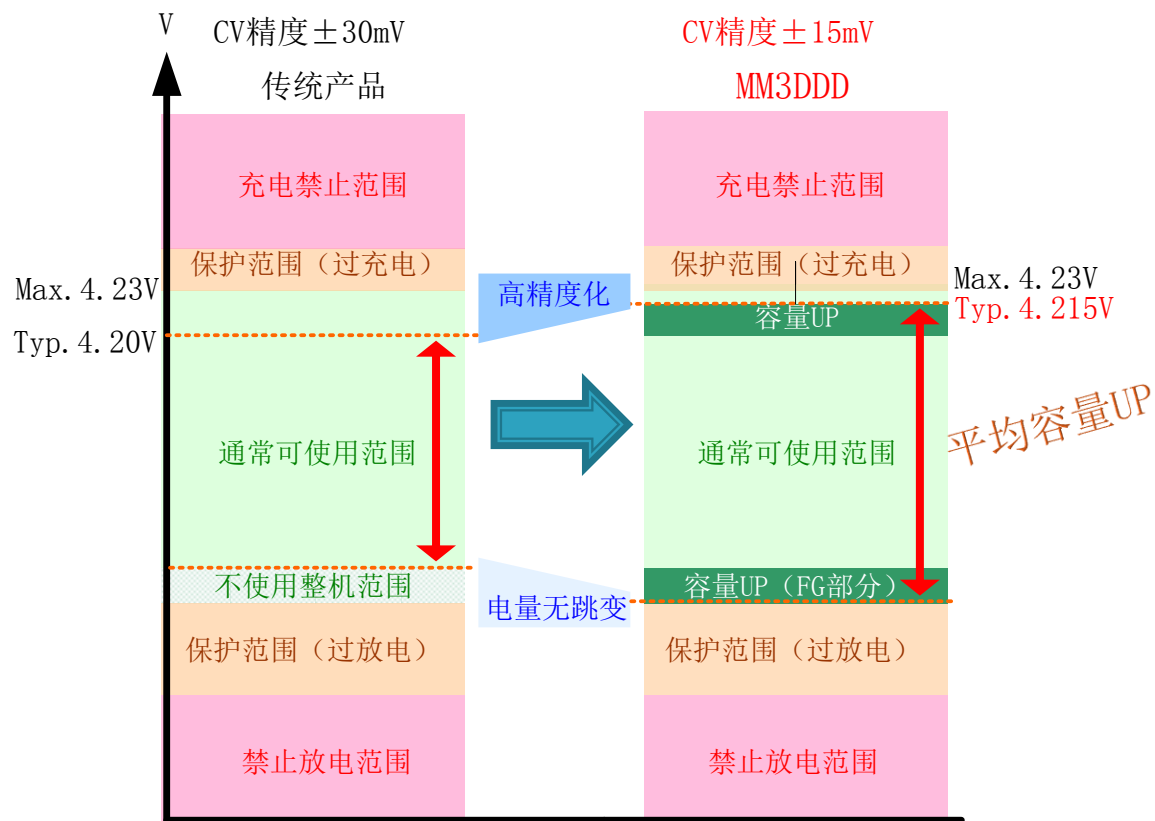 V
CV精度±30mV
传统产品
充电禁止范围
保护范围（过充电）
Max.4.23V
Typ.4.20V
通常可使用范围
不使用整机范围
保护范围（过放电）
禁止放电范围
高精度化
电量无跳变
CV精度±15mV
MM3DDD
充电禁止范围
保护范围（过充电）
Max.4.23V
Typ.4.215V
容量UP
通常可使用范围
平均容量UP
容量UP（FG部分）
保护范围（过放电）
禁止放电范围